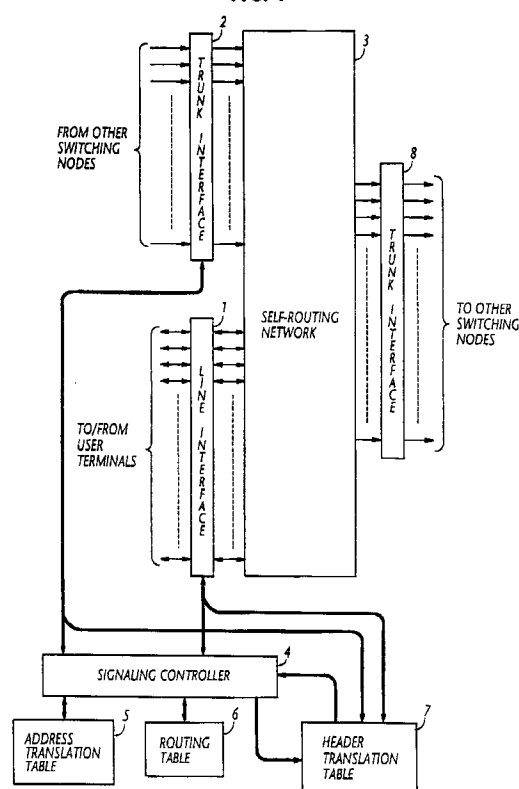 2
3
TRUNK INTERFACE
FROM OTHER
SWITCHING
NODES
8
TRUNK INTERFACE
TO OTHER
SWITCHING
NODES
1
LINE INTERFACE
SELF-ROUTING
NETWORK
TO/FROM
USER
TERMINALS
4
SIGNALING CONTROLLER
5
ADDRESS
TRANSLATION
TABLE
6
ROUTING
TABLE
7
HEADER
TRANSLATION
TABLE